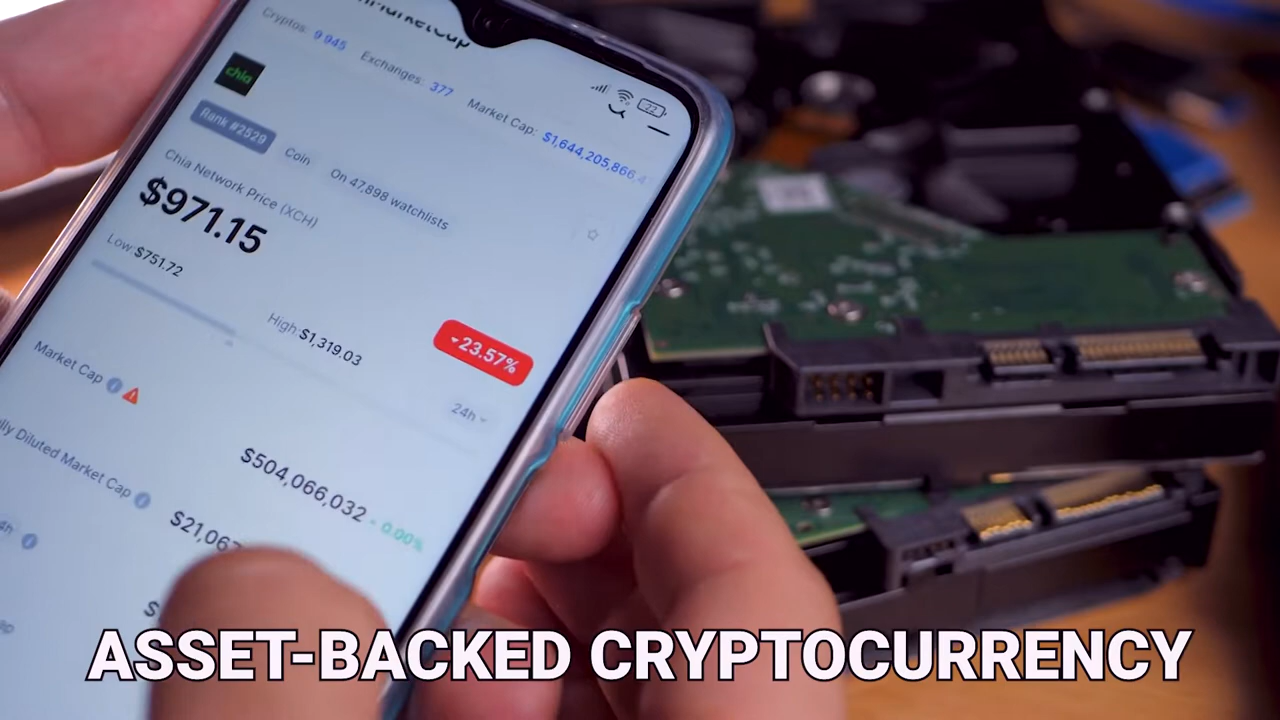 Cryptos: 9 945 Exchanges: 377 Market Cap: $1,644,205,866
chia
22
Rank #2529 Coin On 47,898 watchlists
Chia Network Price (XCH)
$971.15
23.57%
Low:$751.72
High:$1,319.03
24h
Market Cap
$504,066,032 0.00%
Diluted Market Cap
ASSET-BACKED CRYPTOCURRENCY